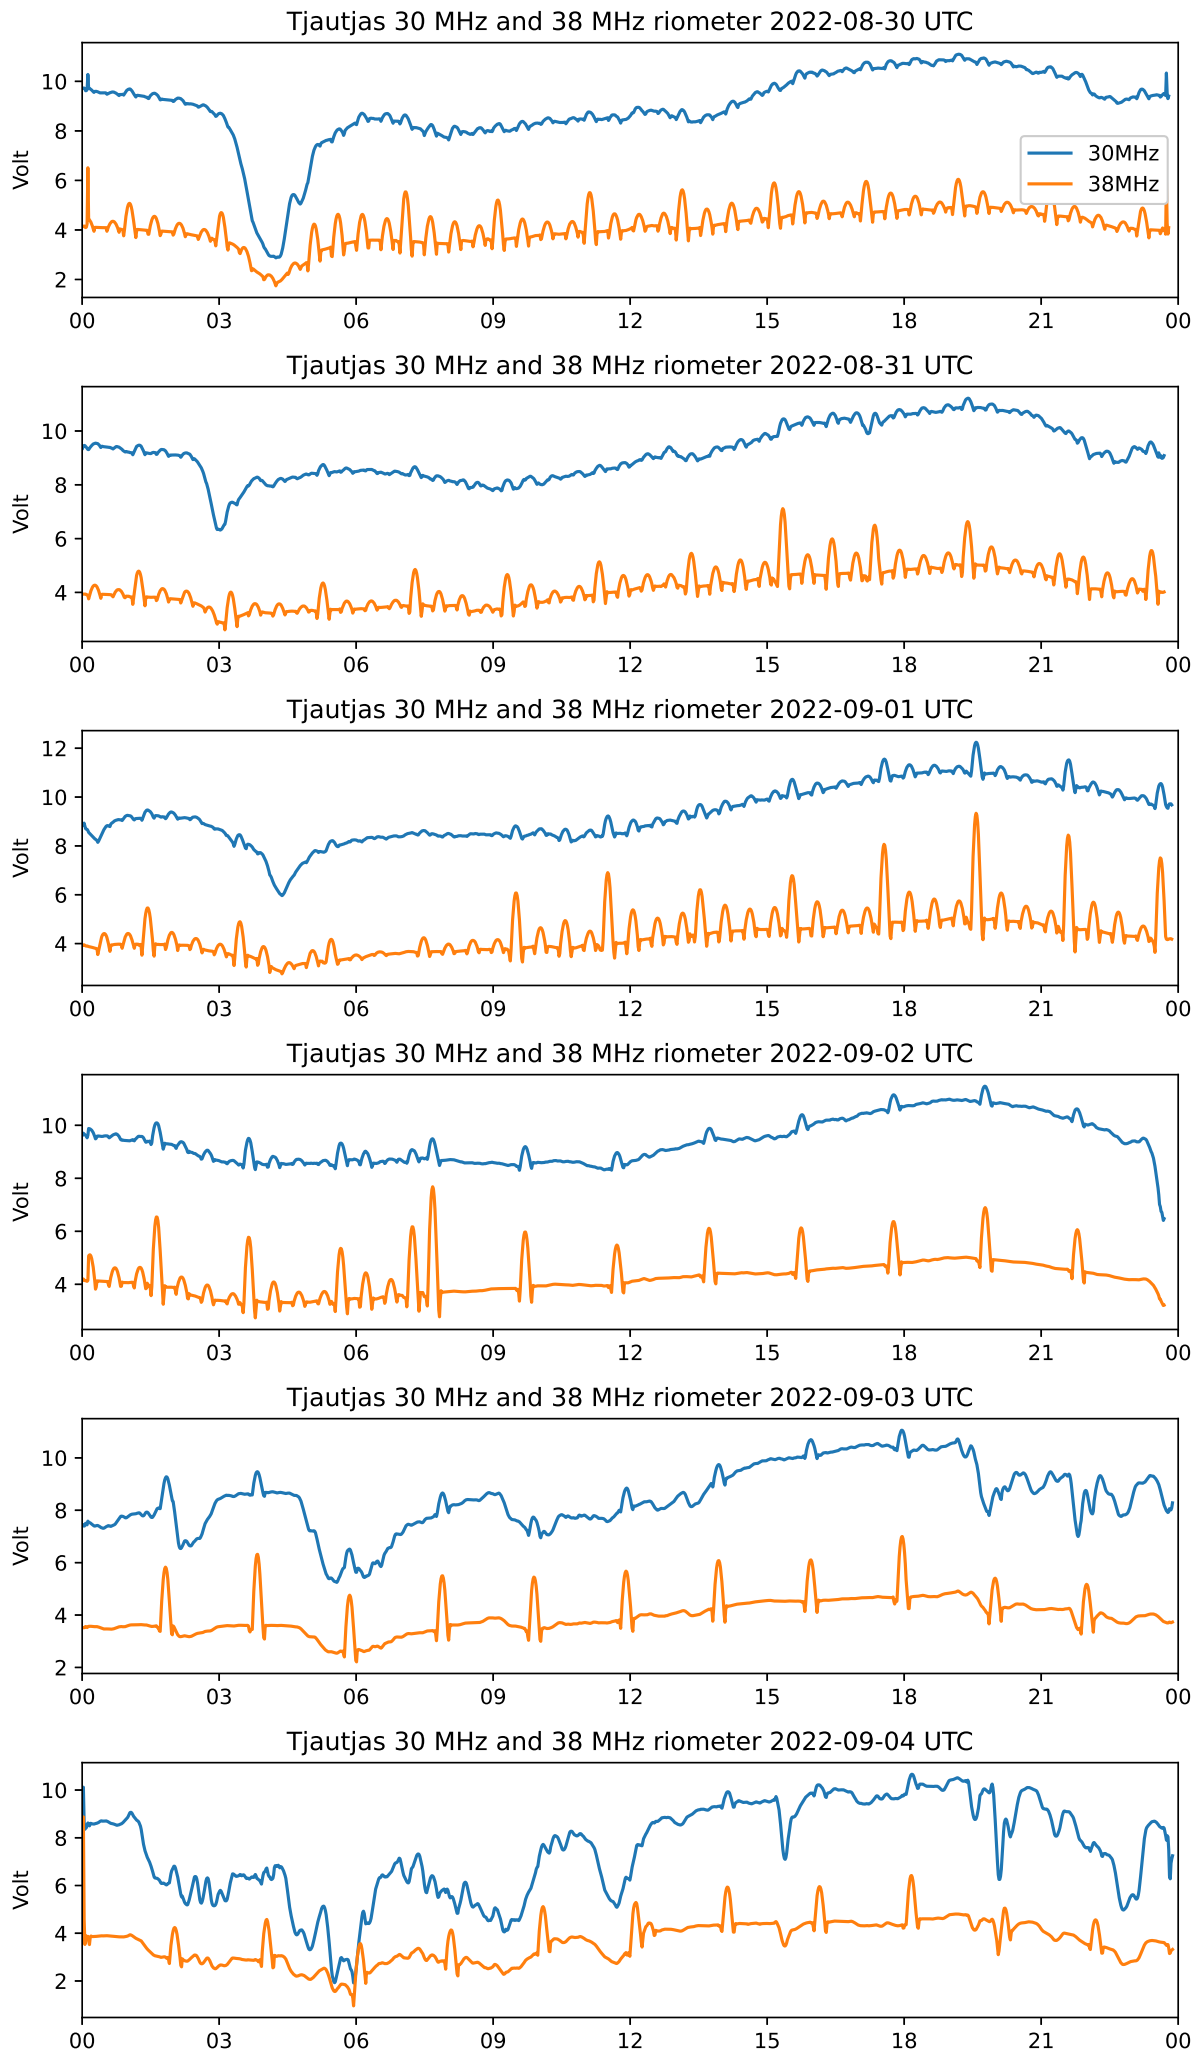 Tjautjas 30 MHz and 38 MHz riometer 2022-08-30 UTC
10
8
6
4
2
Volt
30MHz
38MHz
00 03 06 09 12 15 18 21 00
Tjautjas 30 MHz and 38 MHz riometer 2022-08-31 UTC
10
8
6
4
Volt
00 03 06 09 12 15 18 21 00
Tjautjas 30 MHz and 38 MHz riometer 2022-09-01 UTC
12
10
8
6
4
Volt
00 03 06 09 12 15 18 21 00
Tjautjas 30 MHz and 38 MHz riometer 2022-09-02 UTC
10
8
6
4
Volt
00 03 06 09 12 15 18 21 00
Tjautjas 30 MHz and 38 MHz riometer 2022-09-03 UTC
10
8
6
4
2
Volt
00 03 06 09 12 15 18 21 00
Tjautjas 30 MHz and 38 MHz riometer 2022-09-04 UTC
10
8
6
4
2
Volt
00 03 06 09 12 15 18 21 00